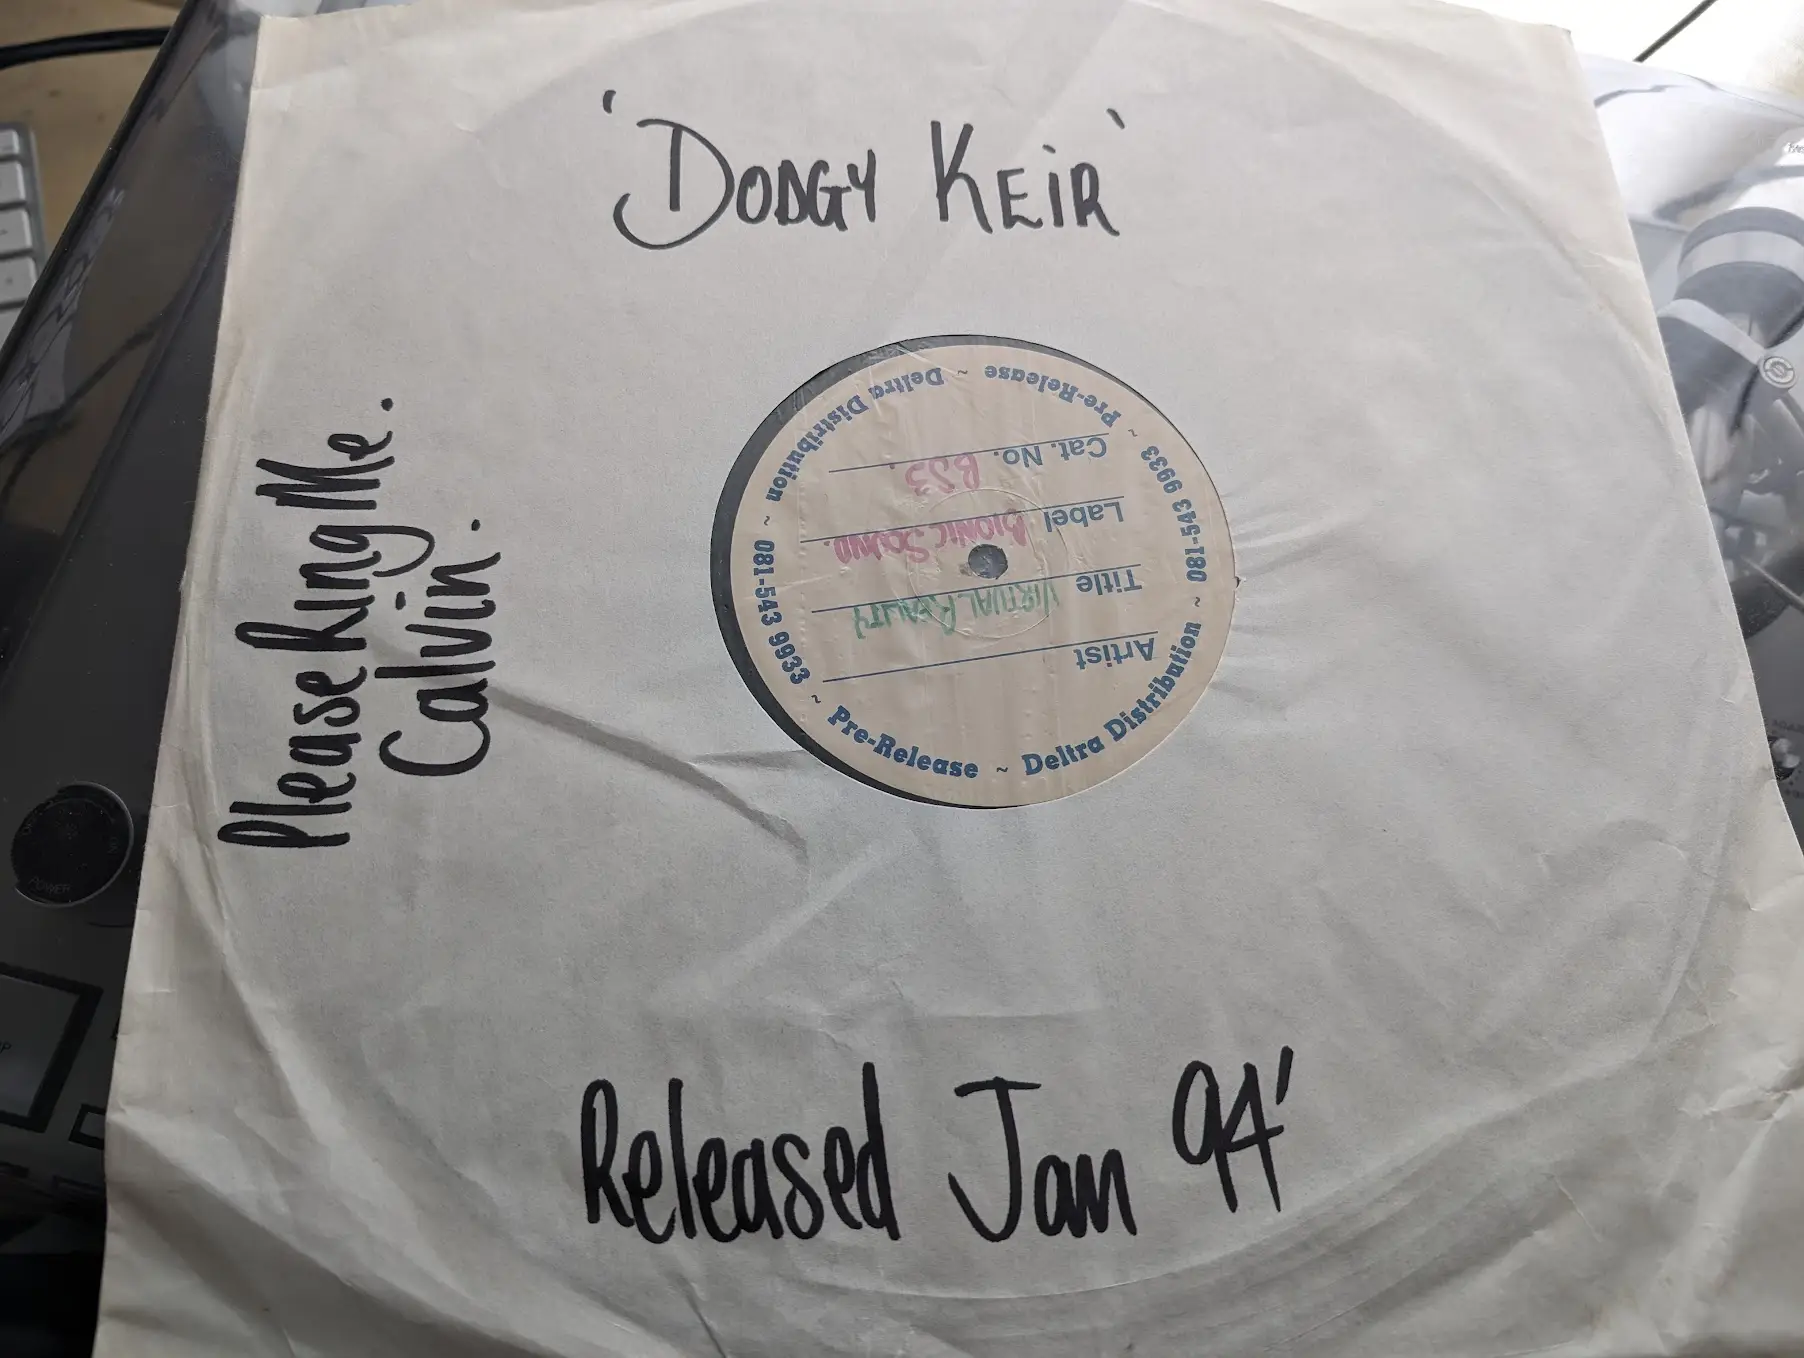 'DODGY KEIR'
Please Ring Me.
Calvin.
Pre-Release ~ Deltra Distribution ~ 081-543 9933 ~ Pre-Release ~ Deltra Distribution ~ 081-543 9933 ~
Artist
Title VIRTUAL REALITY
Label BIONIC SOUND.
Cat. No. BS3.
Released Jan 94'
POWER